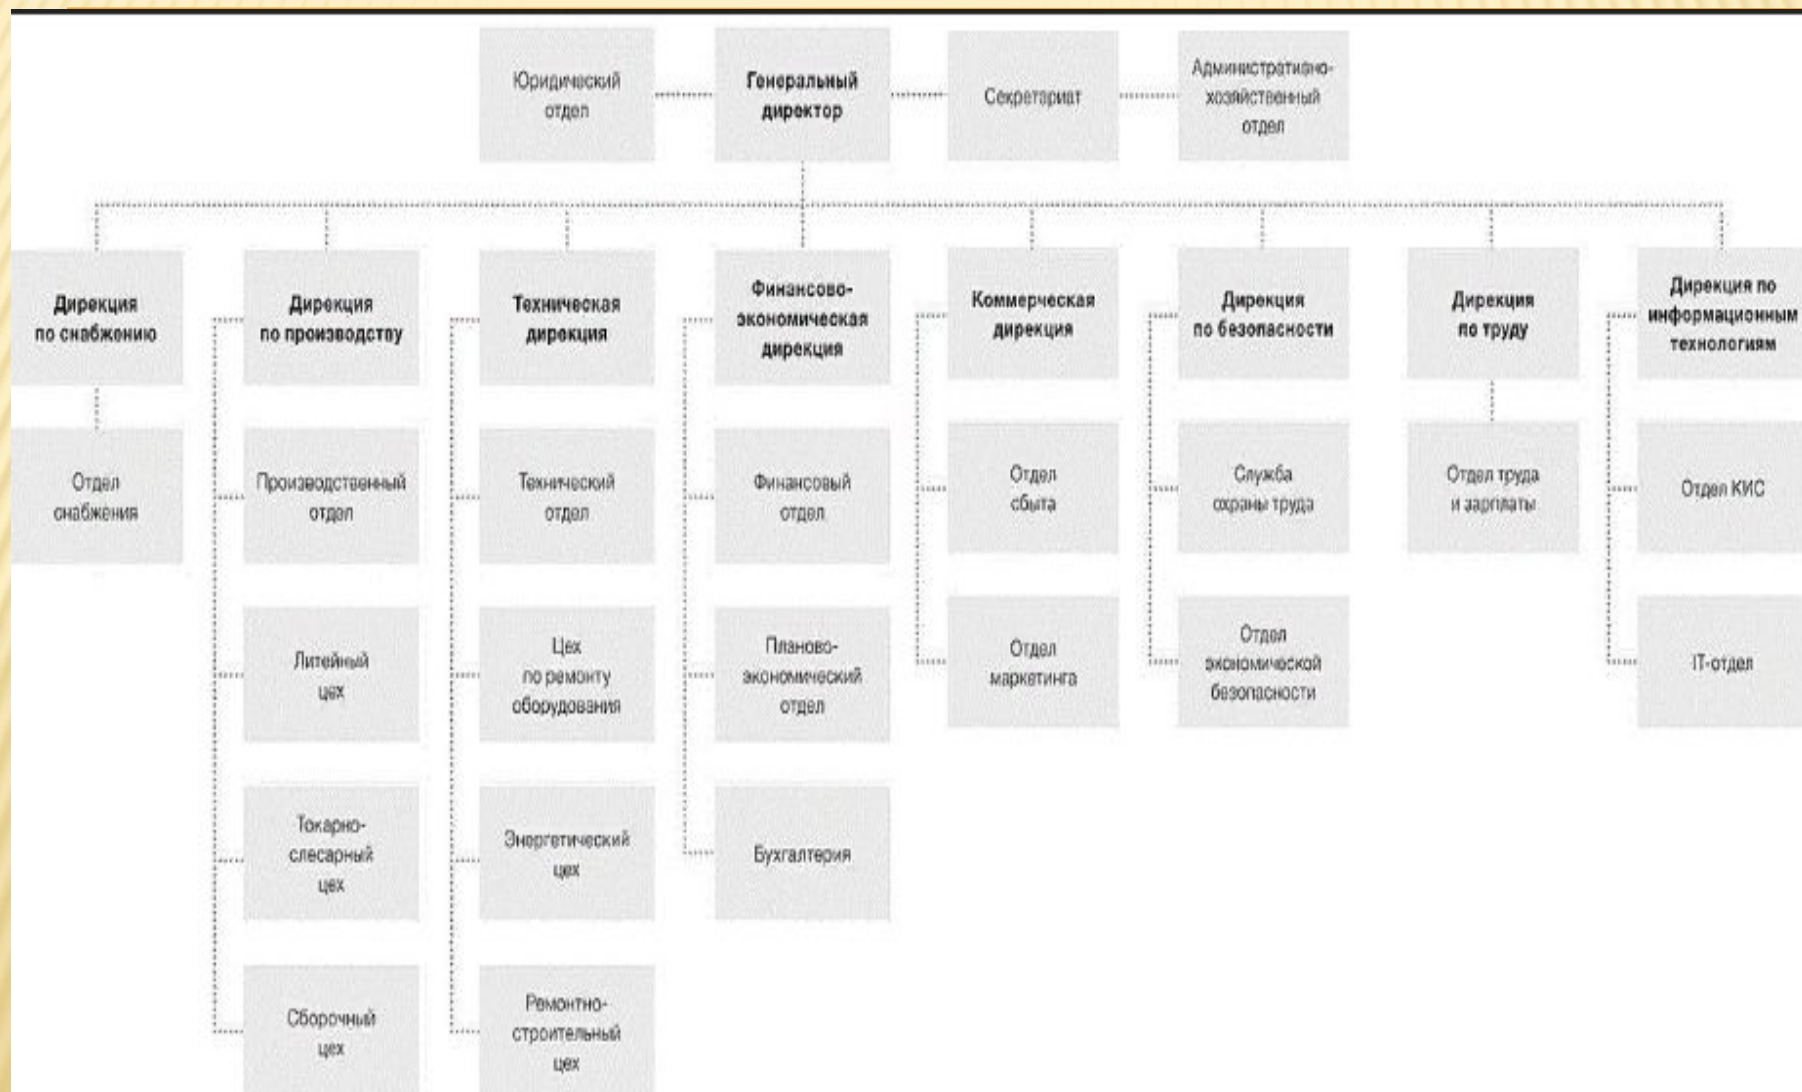 Юридический
отдел
Генеральный
директор
Секретариат
Административно-
хозяйственный
отдел
Дирекция
по снабжению
Дирекция
по производству
Техническая
дирекция
Финансово-
экономическая
дирекция
Коммерческая
дирекция
Дирекция
по безопасности
Дирекция
по труду
Дирекция по
информационным
технологиям
Отдел
снабжения
Производственный
отдел
Технический
отдел
Финансовый
отдел
Отдел
сбыта
Служба
охраны труда
Отдел труда
и зарплаты
Отдел КИС
Литейный
цех
Цех
по ремонту
оборудования
Планово-
экономический
отдел
Отдел
маркетинга
Отдел
экономической
безопасности
IT-отдел
Токарно-
слесарный
цех
Энергетический
цех
Бухгалтерия
Сборочный
цех
Ремонтно-
строительный
цех